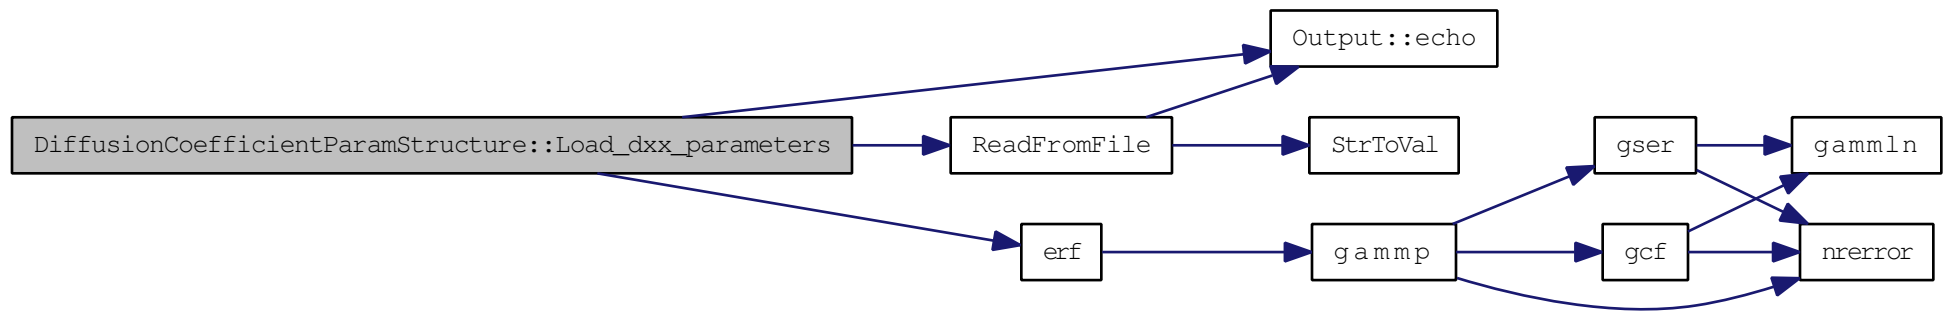 Output::echo
DiffusionCoefficientParamStructure::Load_dxx_parameters
ReadFromFile
StrToVal
gser
gammln
erf
gammp
gcf
nrerror